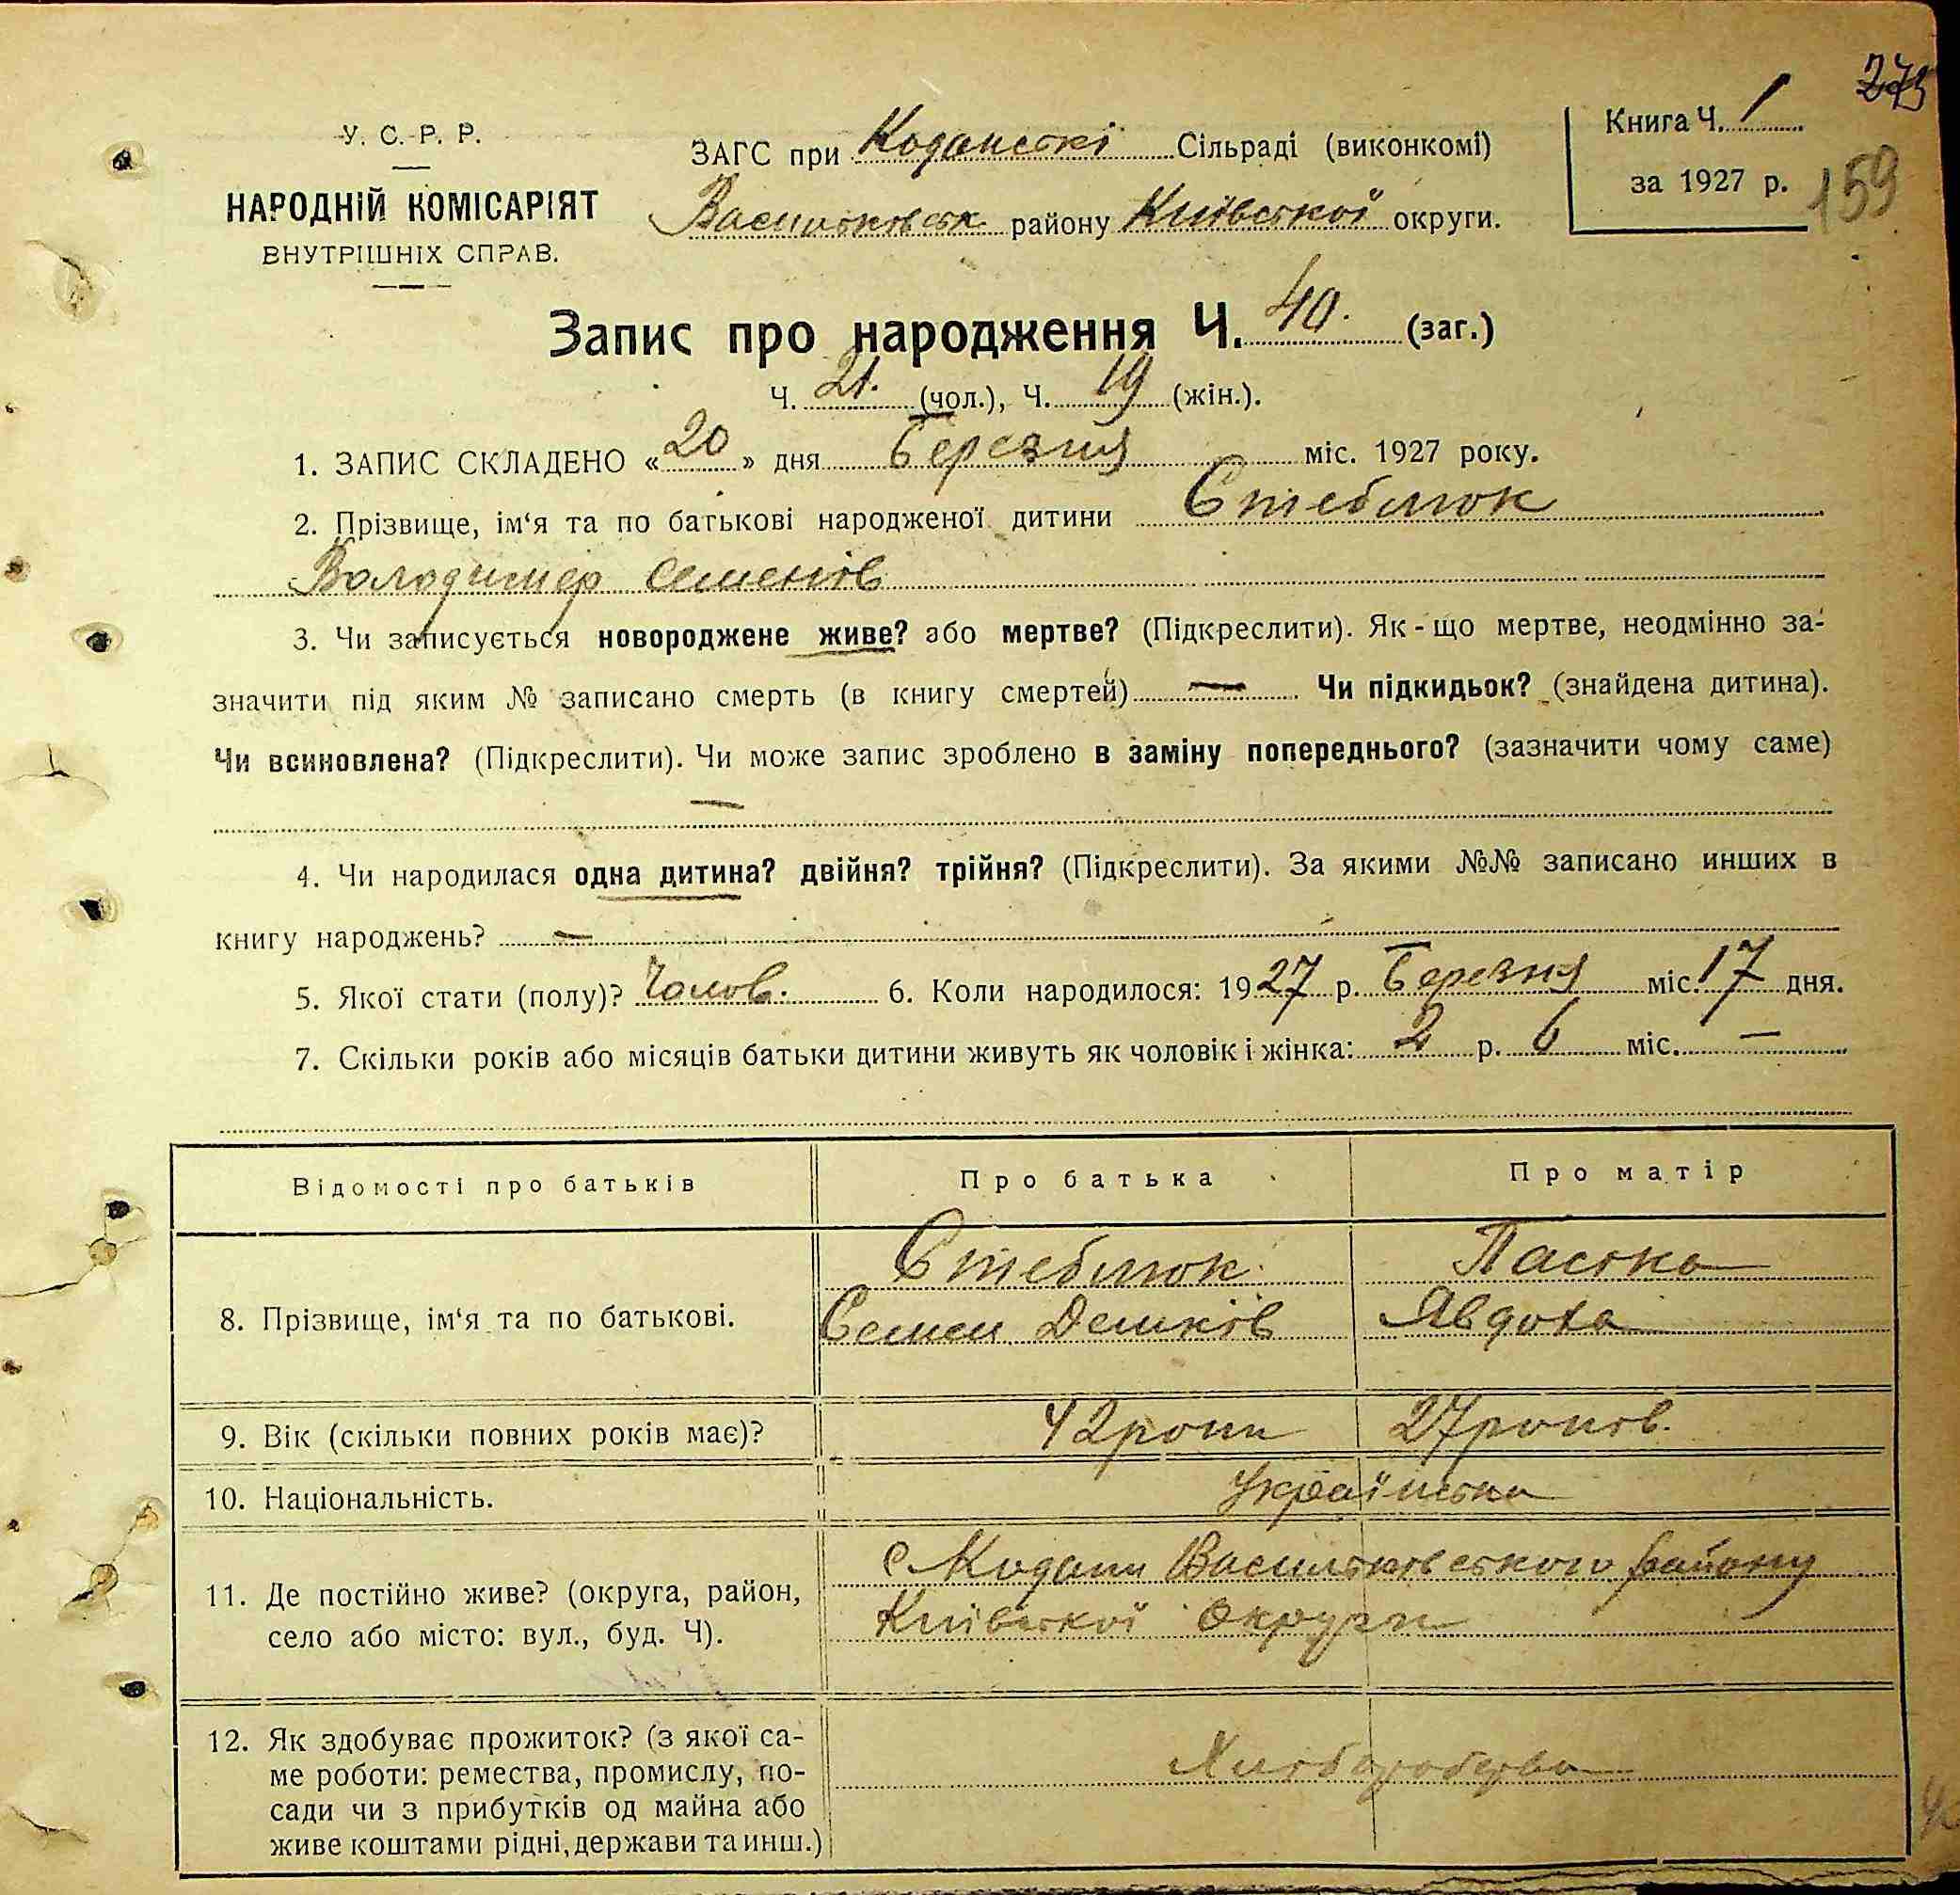 273
У. С. Р. Р.
НАРОДНІЙ КОМІСАРІЯТ
ВНУТРІШНІХ СПРАВ.
ЗАГС при Коданські Сільраді (виконкомі)
Васильківськ району Київської округи.
Книга Ч. 1
за 1927 р.
159
Запис про народження Ч. 40. (заг.)
Ч. 21. (чол.), Ч. 19 (жін.).
1. ЗАПИС СКЛАДЕНО «20» дня Березня міс. 1927 року.
2. Прізвище, ім‘я та по батькові народженої дитини Стеблюк
Володимер Семенів
3. Чи записується новороджене живе? або мертве? (Підкреслити). Як-що мертве, неодмінно за-
значити під яким № записано смерть (в книгу смертей) — Чи підкидьок? (знайдена дитина).
Чи всиновлена? (Підкреслити). Чи може запис зроблено в заміну попереднього? (зазначити чому саме)
—
4. Чи народилася одна дитина? двійня? трійня? (Підкреслити). За якими №№ записано инших в
книгу народжень? —
5. Якої стати (полу)? Чолов. 6. Коли народилося: 1927 р. Березня міс. 17 дня.
7. Скільки років або місяців батьки дитини живуть як чоловік і жінка: 2 р. 6 міс. —
Відомості про батьків Про батька Про матір
8. Прізвище, ім‘я та по батькові. Стеблюк Пастка
Семен Демків Явдоха
9. Вік (скільки повних років має)? 42 роки 27 років.
10. Національність. Українська
11. Де постійно живе? (округа, район,
село або місто: вул., буд. Ч).
с Кодаки Васильківського району
Київської Округи
12. Як здобуває прожиток? (з якої са-
ме роботи: ремества, промислу, по-
сади чи з прибутків од майна або
живе коштами рідні, держави та инш.)
Хліборобство